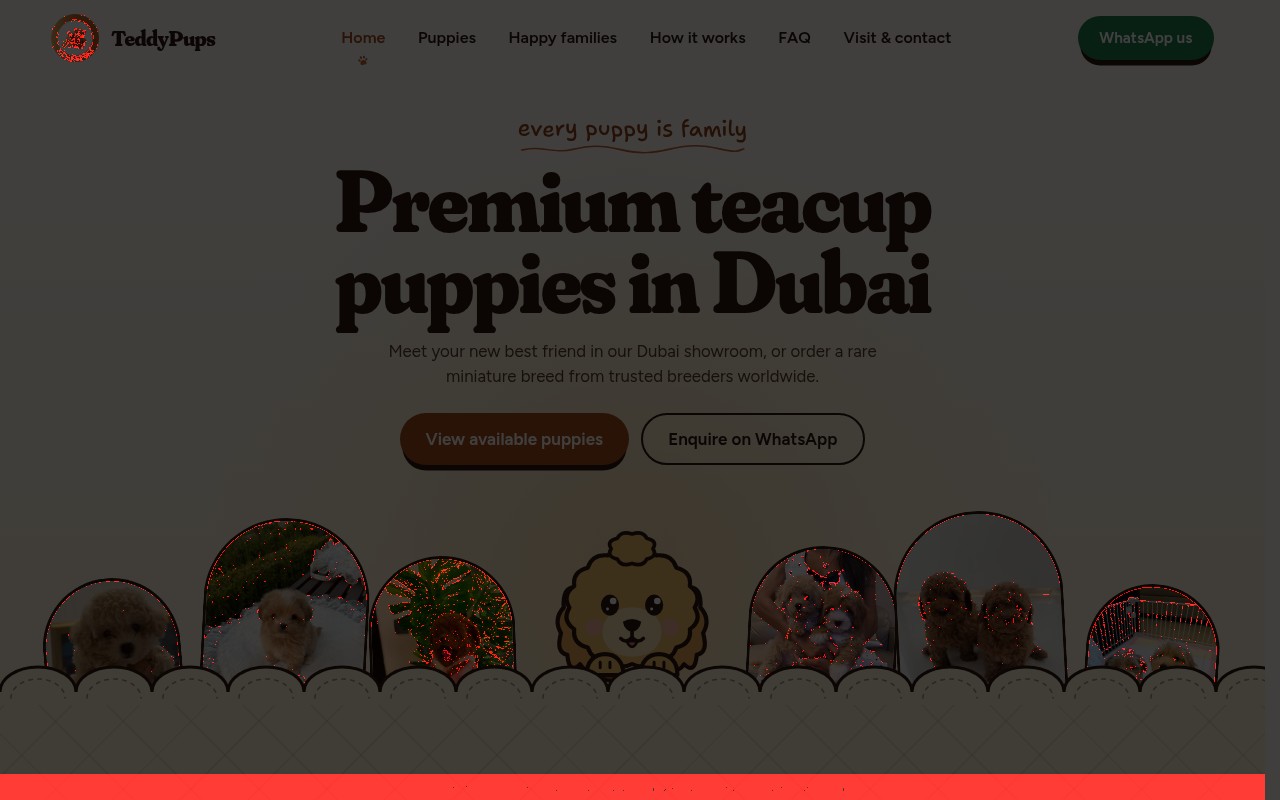 TeddyPups
Home Puppies Happy families How it works FAQ Visit & contact
WhatsApp us
every puppy is family
Premium teacup
puppies in Dubai
Meet your new best friend in our Dubai showroom, or order a rare
miniature breed from trusted breeders worldwide.
View available puppies
Enquire on WhatsApp